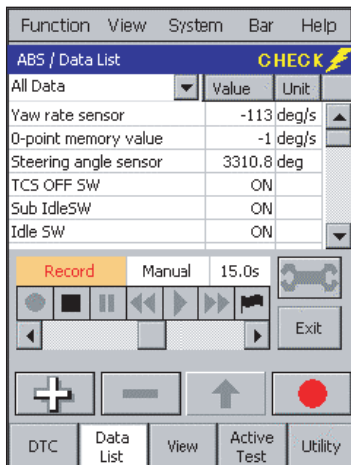 Function View System Bar Help
ABS / Data List CHECK
All Data Value Unit
Yaw rate sensor -113 deg/s
0-point memory value -1 deg/s
Steering angle sensor 3310.8 deg
TCS OFF SW ON
Sub IdleSW ON
Idle SW ON
Record Manual 15.0s
Exit
DTC Data List View Active Test Utility